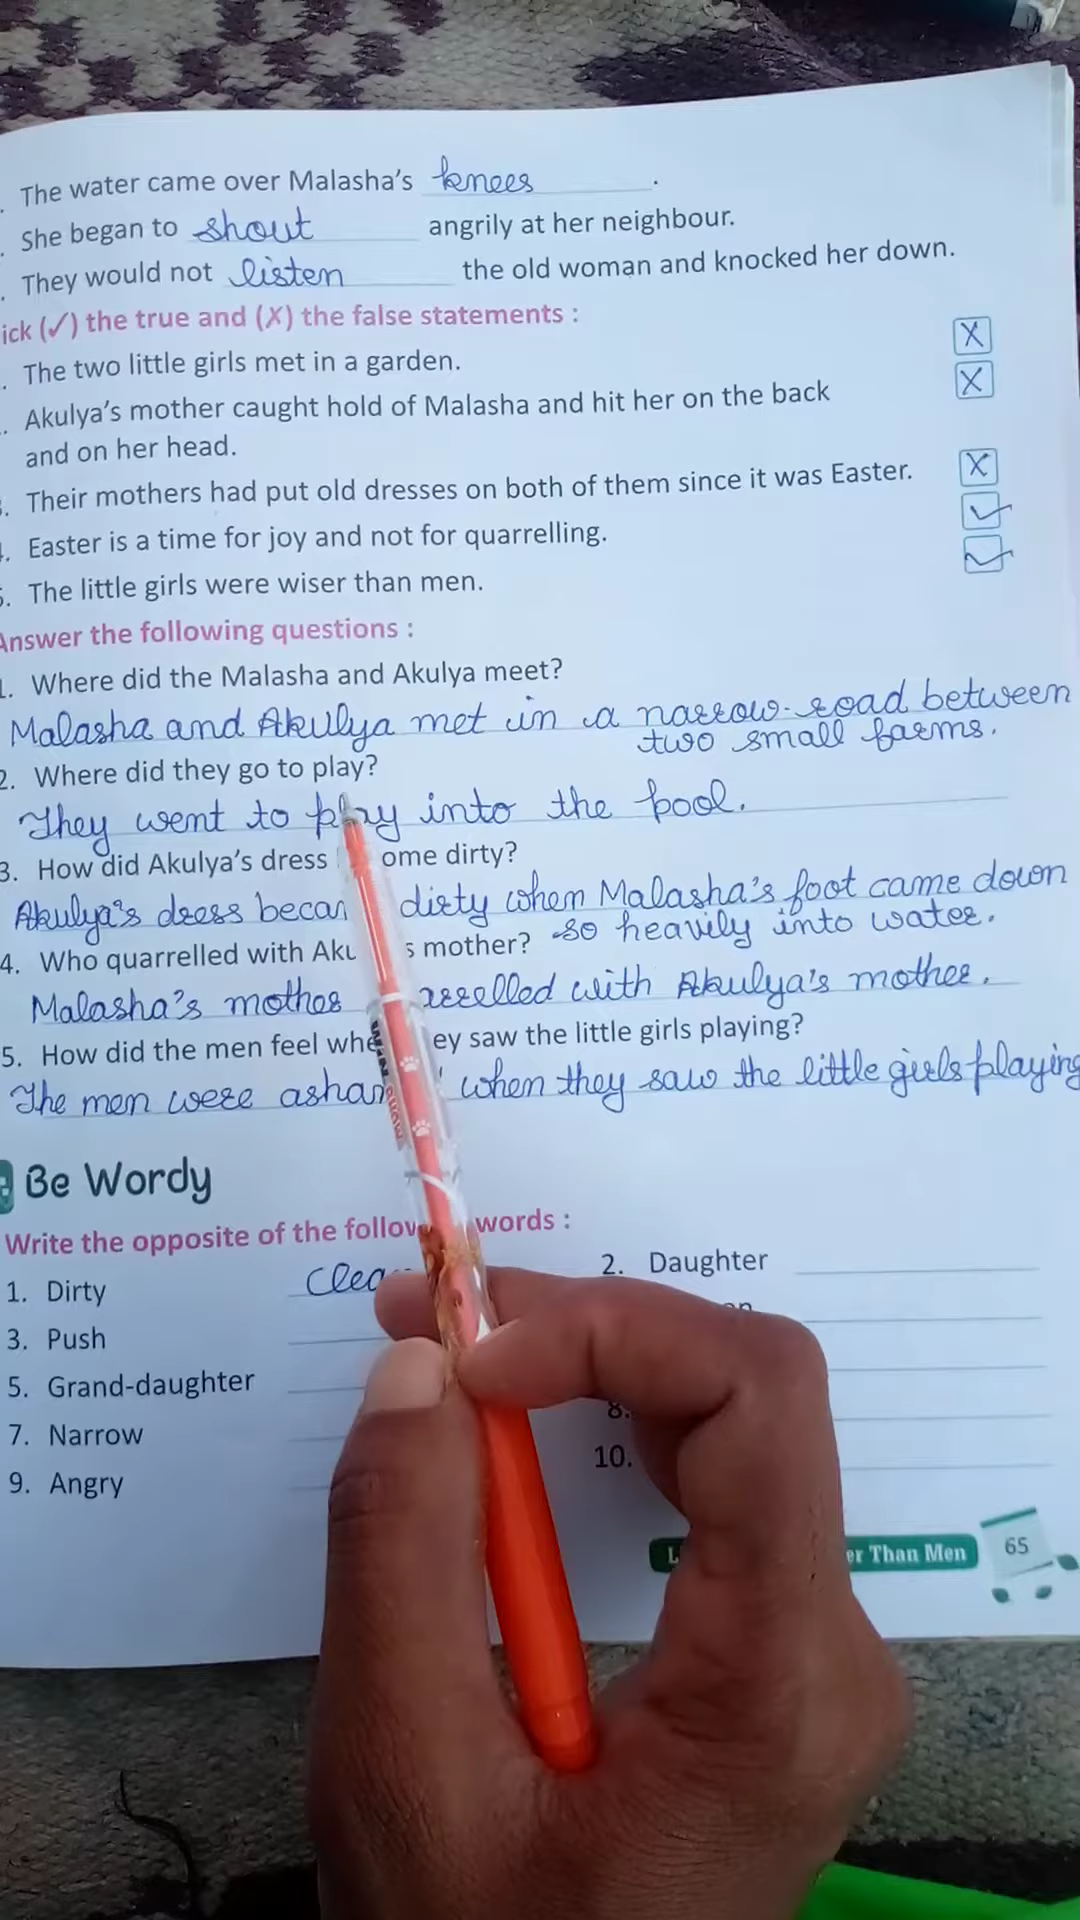 The water came over Malasha's knees .
She began to shout angrily at her neighbour.
They would not listen the old woman and knocked her down.
ick (✓) the true and (✗) the false statements :
The two little girls met in a garden. X
Akulya's mother caught hold of Malasha and hit her on the back X
and on her head.
Their mothers had put old dresses on both of them since it was Easter. X
Easter is a time for joy and not for quarrelling. ✓
The little girls were wiser than men. ✓
Answer the following questions :
1. Where did the Malasha and Akulya meet?
Malasha and Akulya met in a narrow road between
two small farms.
2. Where did they go to play?
They went to play into the pool.
3. How did Akulya's dress ome dirty?
Akulya's dress becam dirty when Malasha's foot came down
so heavily into water.
4. Who quarrelled with Aku s mother?
Malasha's mother rrelled with Akulya's mother.
5. How did the men feel whe ey saw the little girls playing?
The men were asham when they saw the little girls playing
Be Wordy
Write the opposite of the follow words :
1. Dirty Clea
2. Daughter
3. Push
5. Grand-daughter
7. Narrow
8.
9. Angry
10.
L er Than Men 65